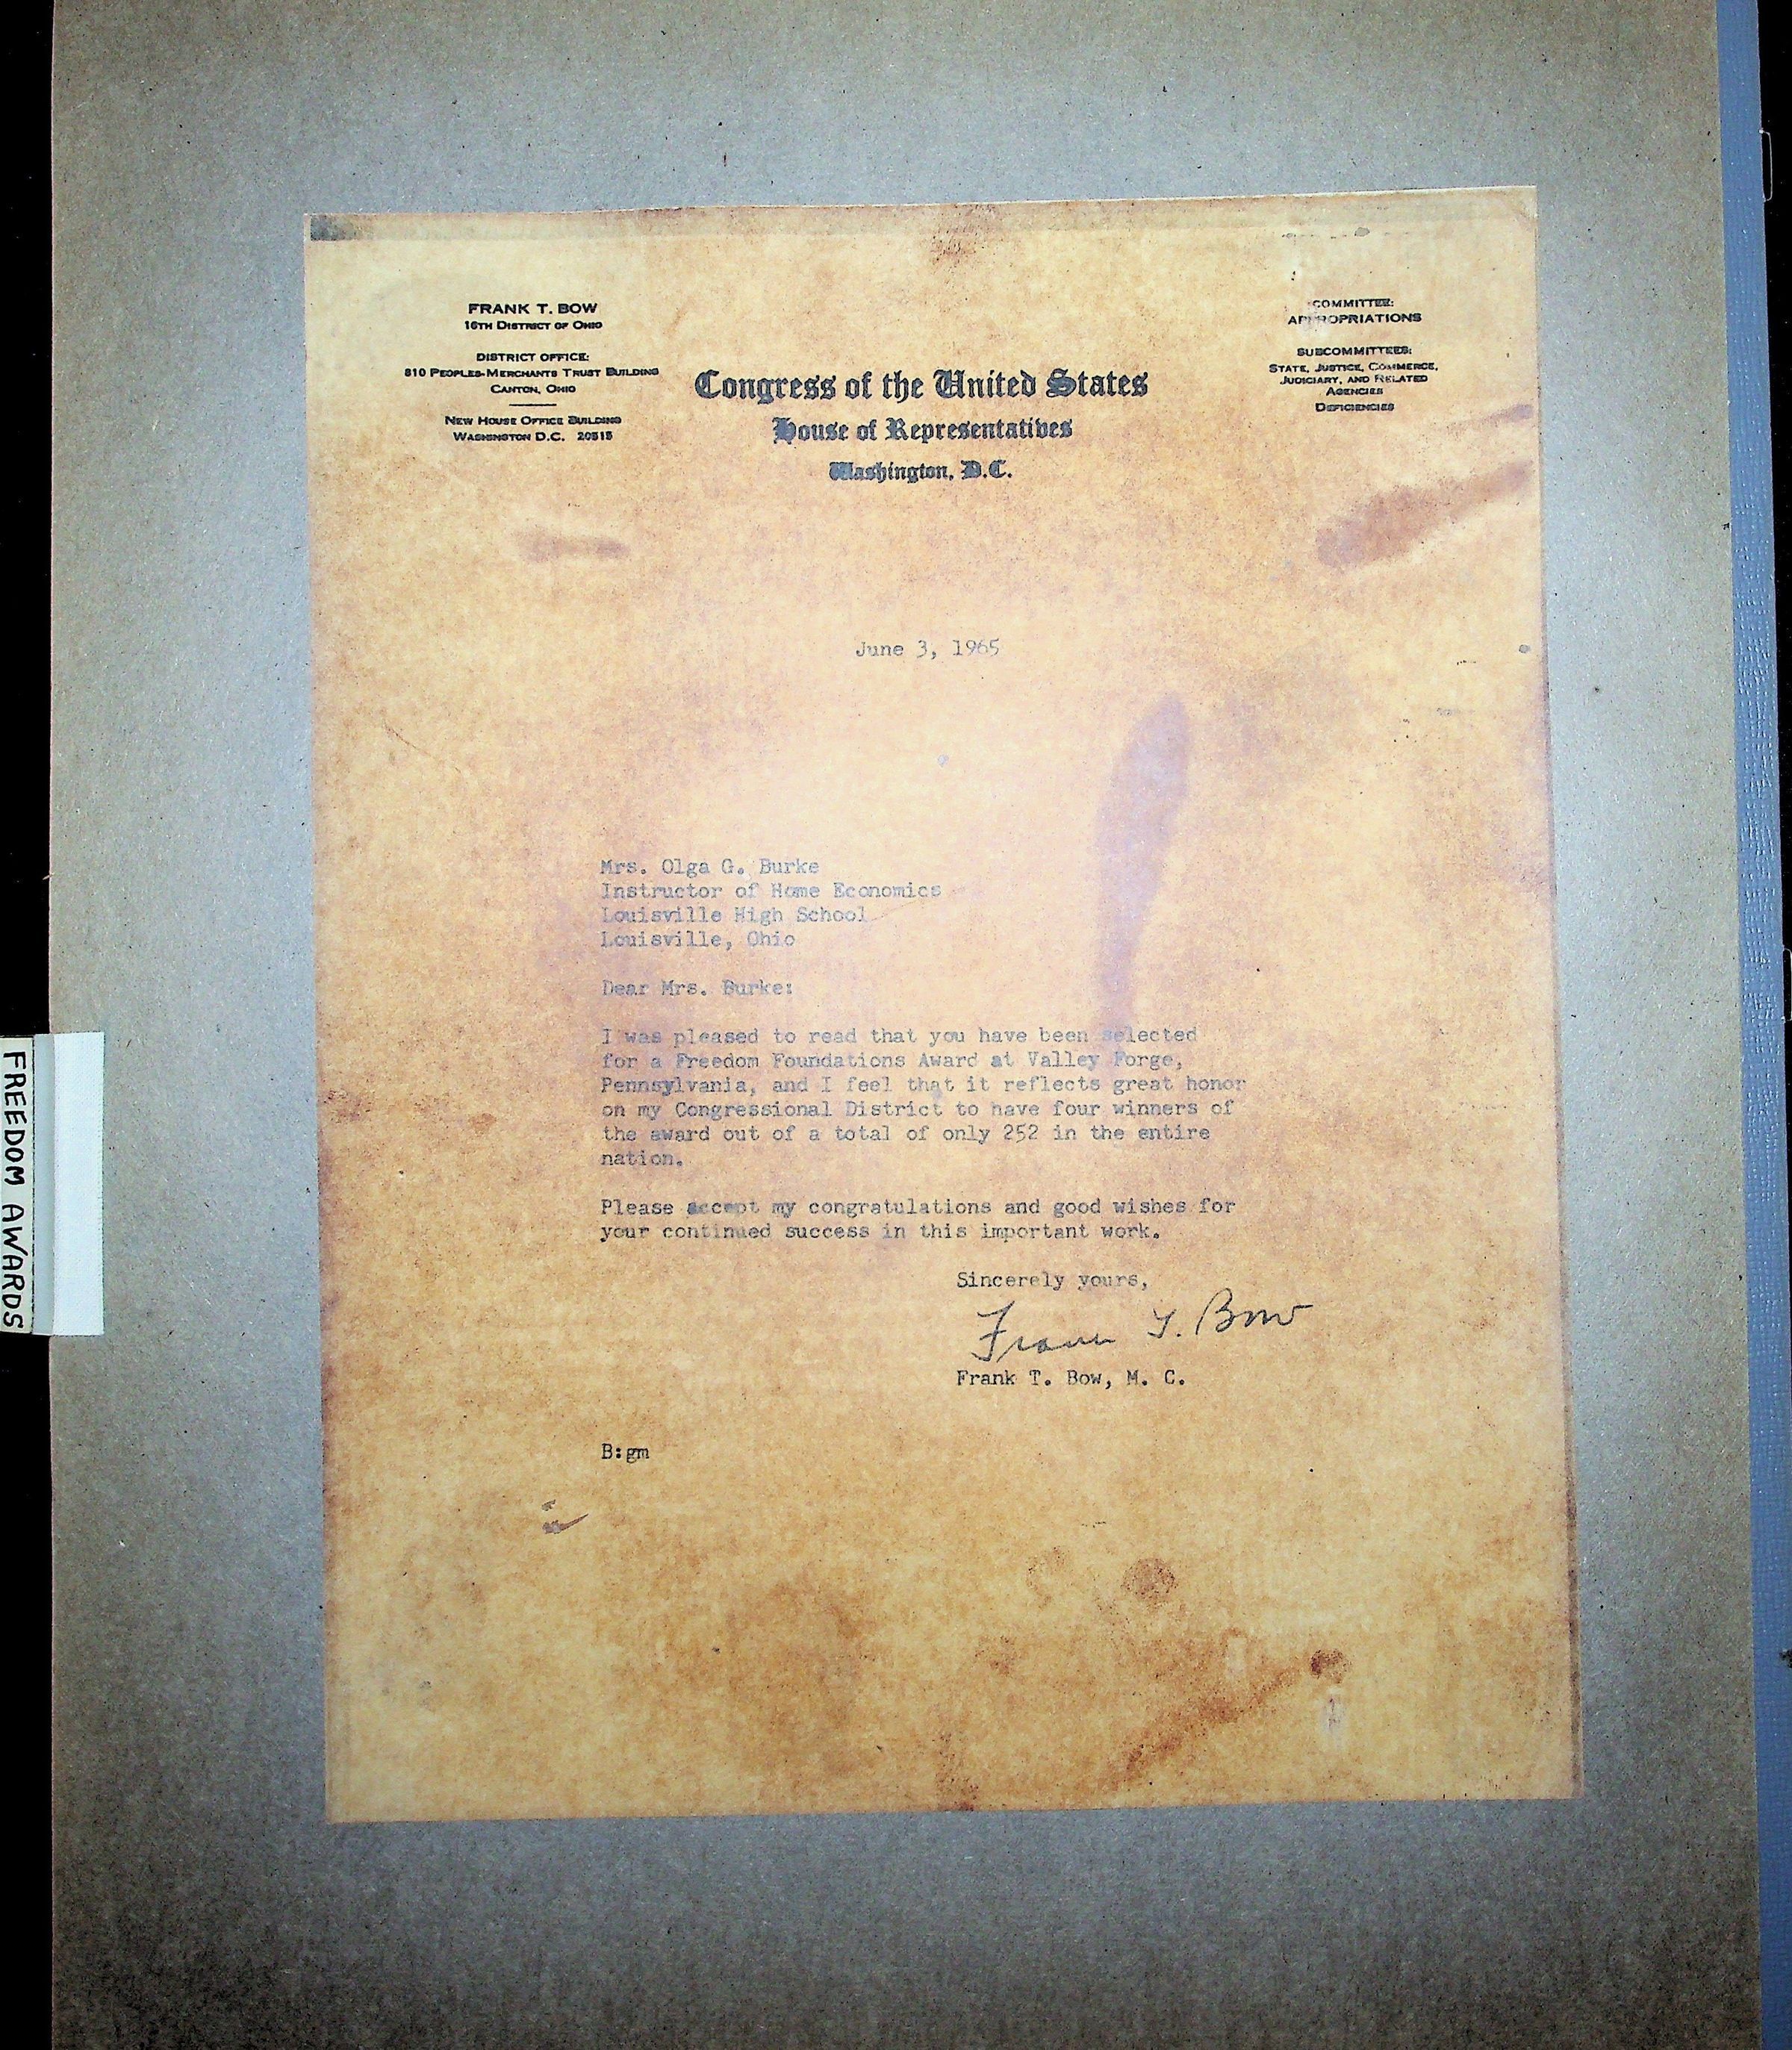 FRANK T. BOW
16TH DISTRICT OF OHIO
DISTRICT OFFICE:
810 PEOPLES-MERCHANTS TRUST BUILDING
CANTON, OHIO
NEW HOUSE OFFICE BUILDING
WASHINGTON D.C. 20515
Congress of the United States
House of Representatives
Washington, D.C.
COMMITTEE:
APPROPRIATIONS
SUBCOMMITTEES:
STATE, JUSTICE, COMMERCE,
JUDICIARY, AND RELATED
AGENCIES
DEFICIENCIES
June 3, 1965
Mrs. Olga G. Burke
Instructor of Home Economics
Louisville High School
Louisville, Ohio
Dear Mrs. Burke:
I was pleased to read that you have been selected
for a Freedom Foundations Award at Valley Forge,
Pennsylvania, and I feel that it reflects great honor
on my Congressional District to have four winners of
the award out of a total of only 252 in the entire
nation.
Please accept my congratulations and good wishes for
your continued success in this important work.
Sincerely yours,
Frank T. Bow
Frank T. Bow, M. C.
B:gm
FREEDOM AWARDS